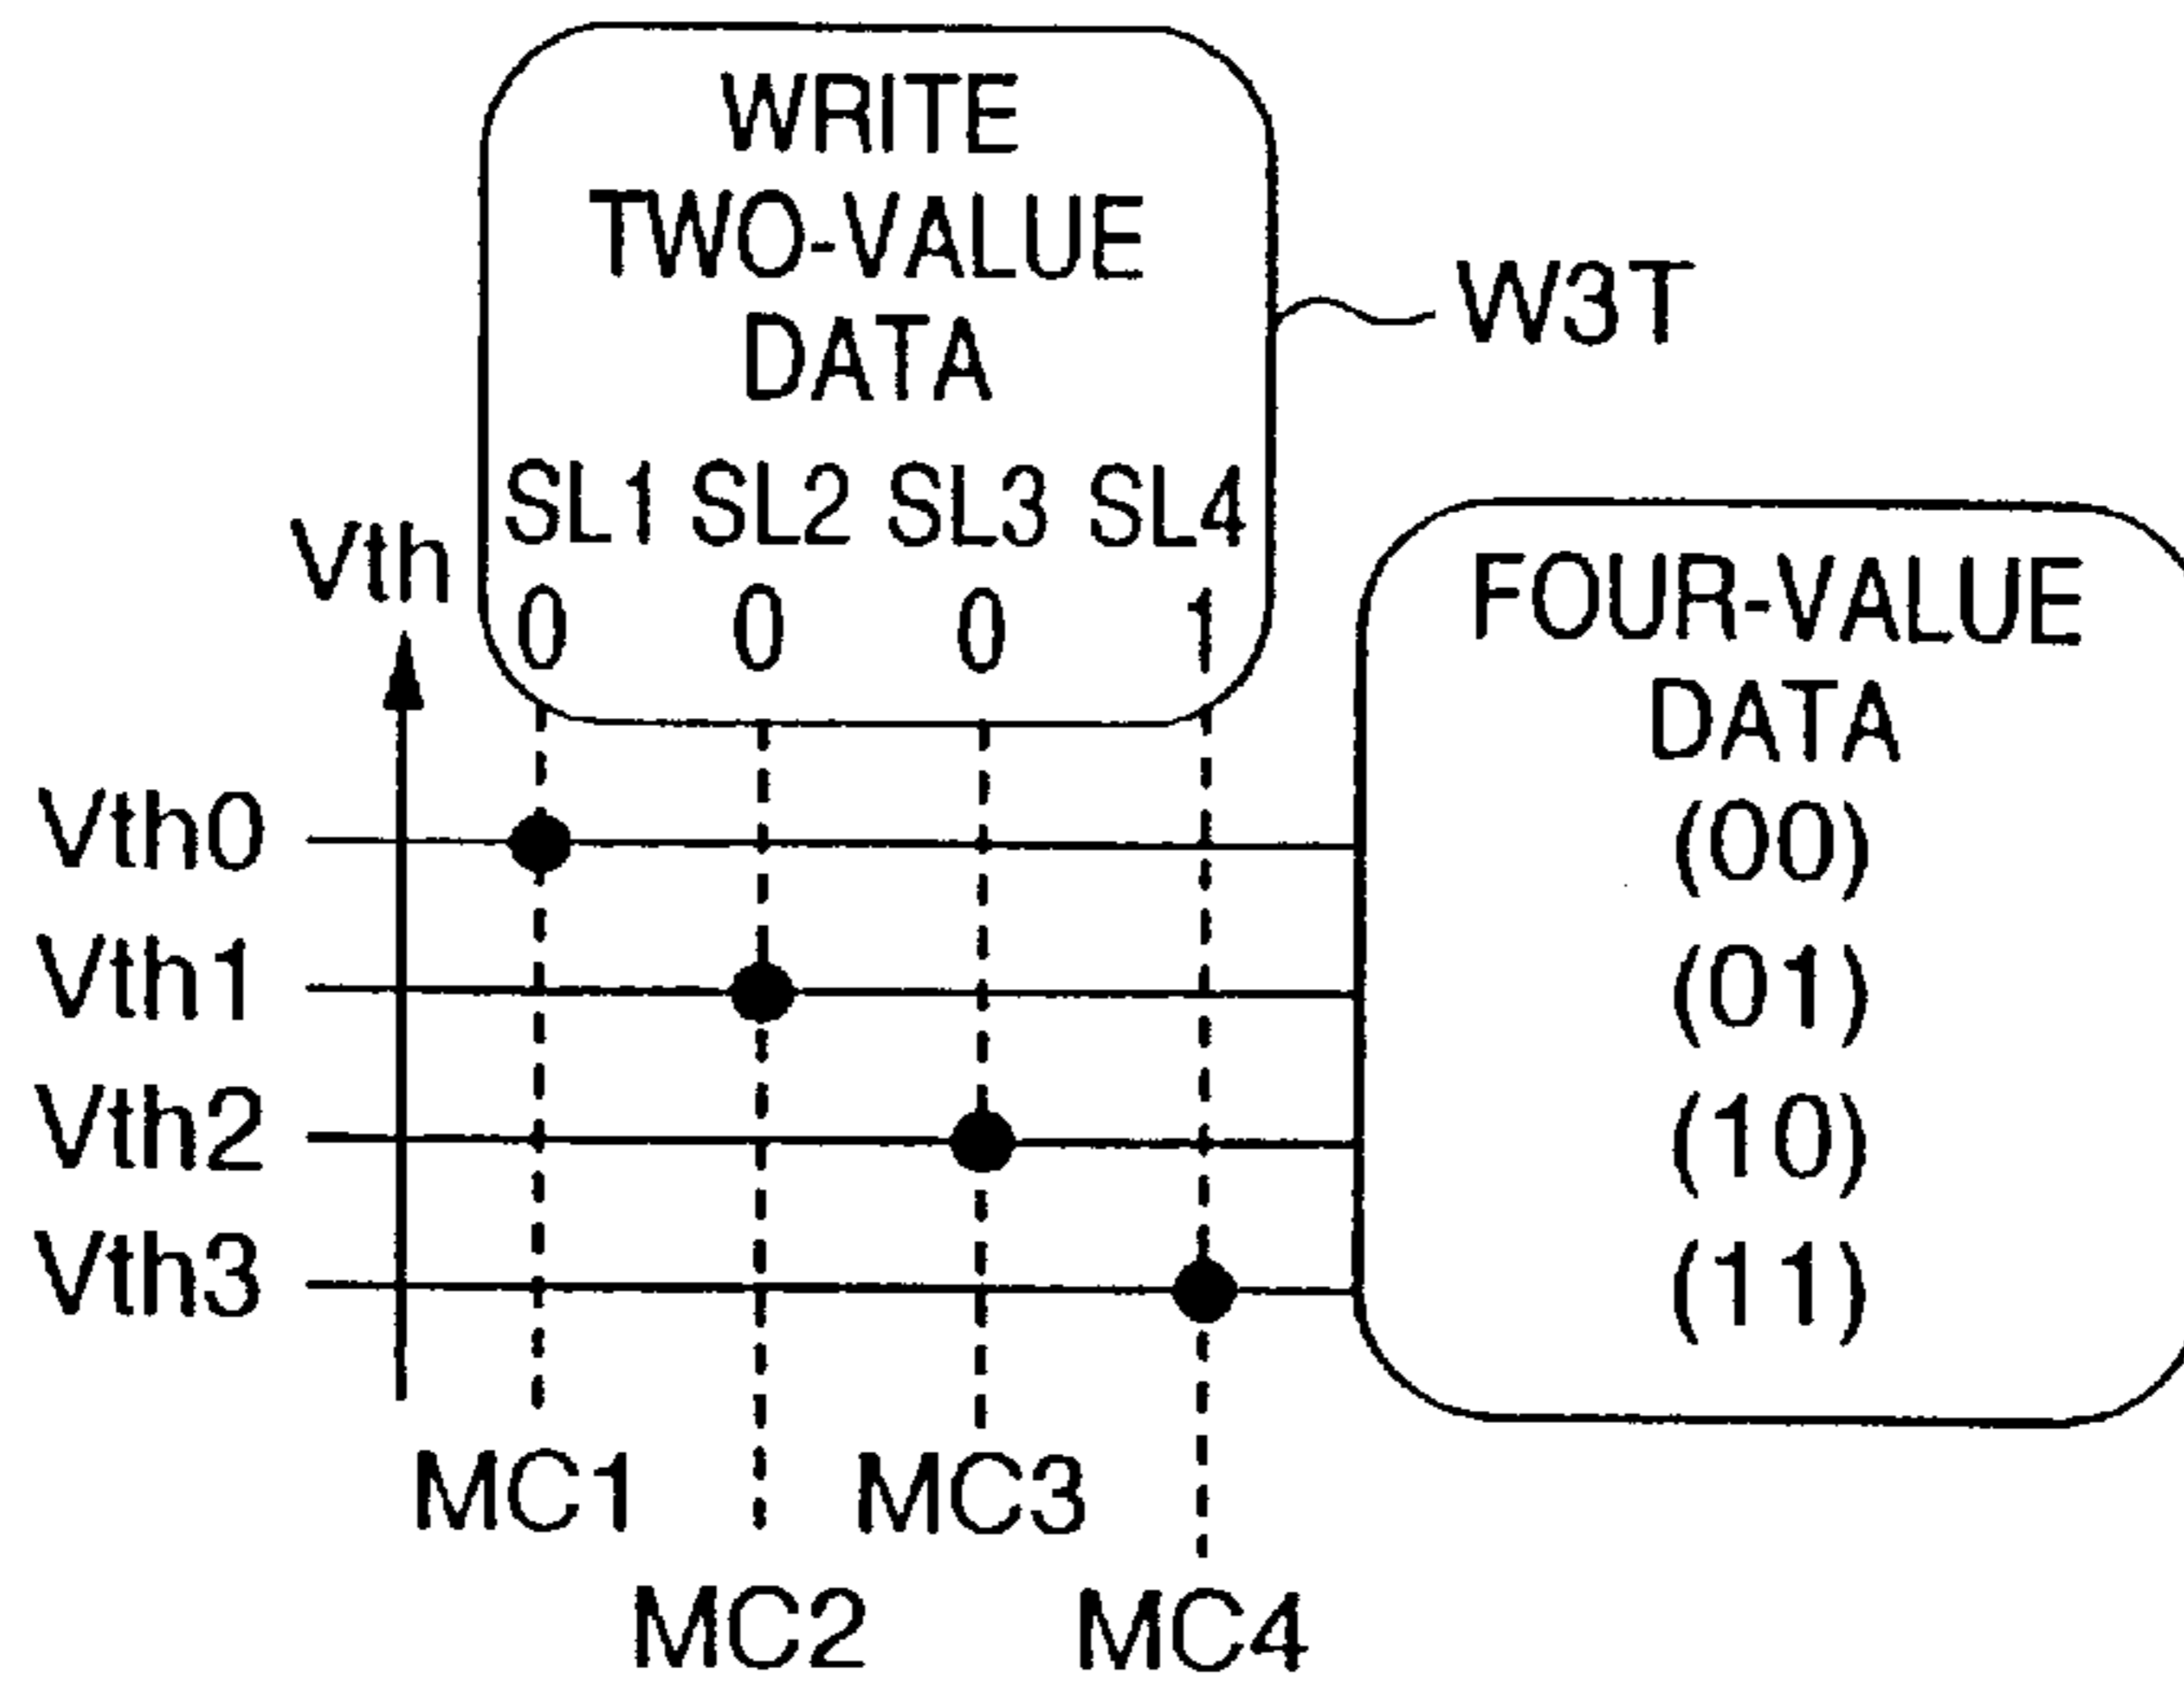 WRITE
TWO-VALUE
DATA
W3T
SL1 SL2 SL3 SL4
0 0 0 1
Vth
FOUR-VALUE
DATA
Vth0 (00)
Vth1 (01)
Vth2 (10)
Vth3 (11)
MC1 MC3
MC2 MC4